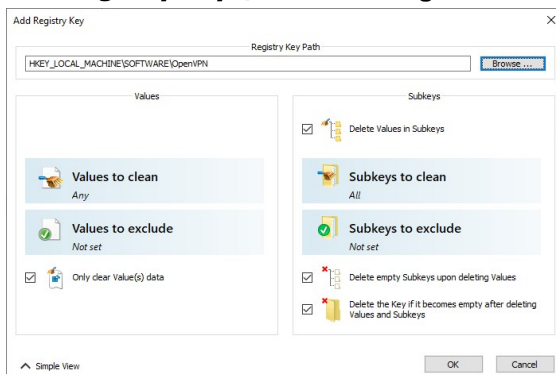 Add Registry Key
Registry Key Path
HKEY_LOCAL_MACHINE\SOFTWARE\OpenVPN
Browse ...
Values
Values to clean
Any
Values to exclude
Not set
Only clear Value(s) data
Subkeys
Delete Values in Subkeys
Subkeys to clean
All
Subkeys to exclude
Not set
Delete empty Subkeys upon deleting Values
Delete the Key if it becomes empty after deleting
Values and Subkeys
Simple View
OK
Cancel